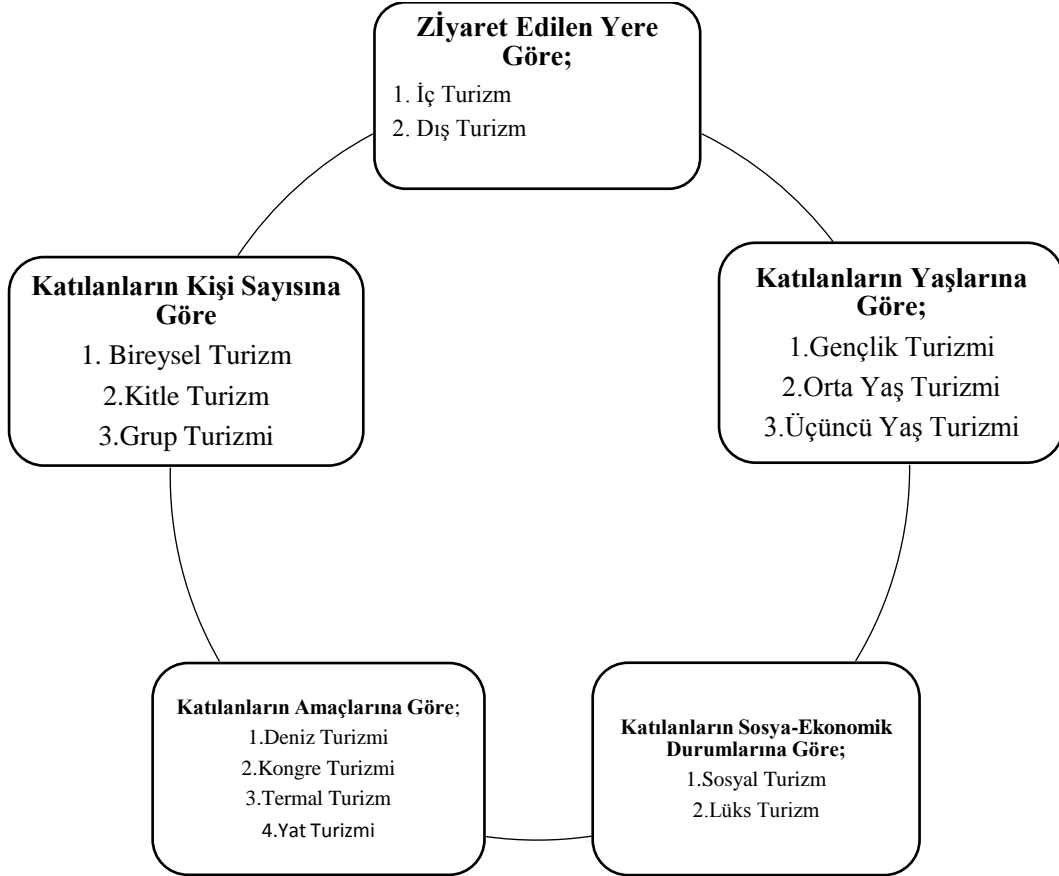 Zİyaret Edilen Yere
Göre;
1. İç Turizm
2. Dış Turizm
Katılanların Yaşlarına
Göre;
1.Gençlik Turizmi
2.Orta Yaş Turizmi
3.Üçüncü Yaş Turizmi
Katılanların Sosya-Ekonomik
Durumlarına Göre;
1.Sosyal Turizm
2.Lüks Turizm
Katılanların Amaçlarına Göre;
1.Deniz Turizmi
2.Kongre Turizmi
3.Termal Turizm
4.Yat Turizmi
Katılanların Kişi Sayısına
Göre
1. Bireysel Turizm
2.Kitle Turizm
3.Grup Turizmi